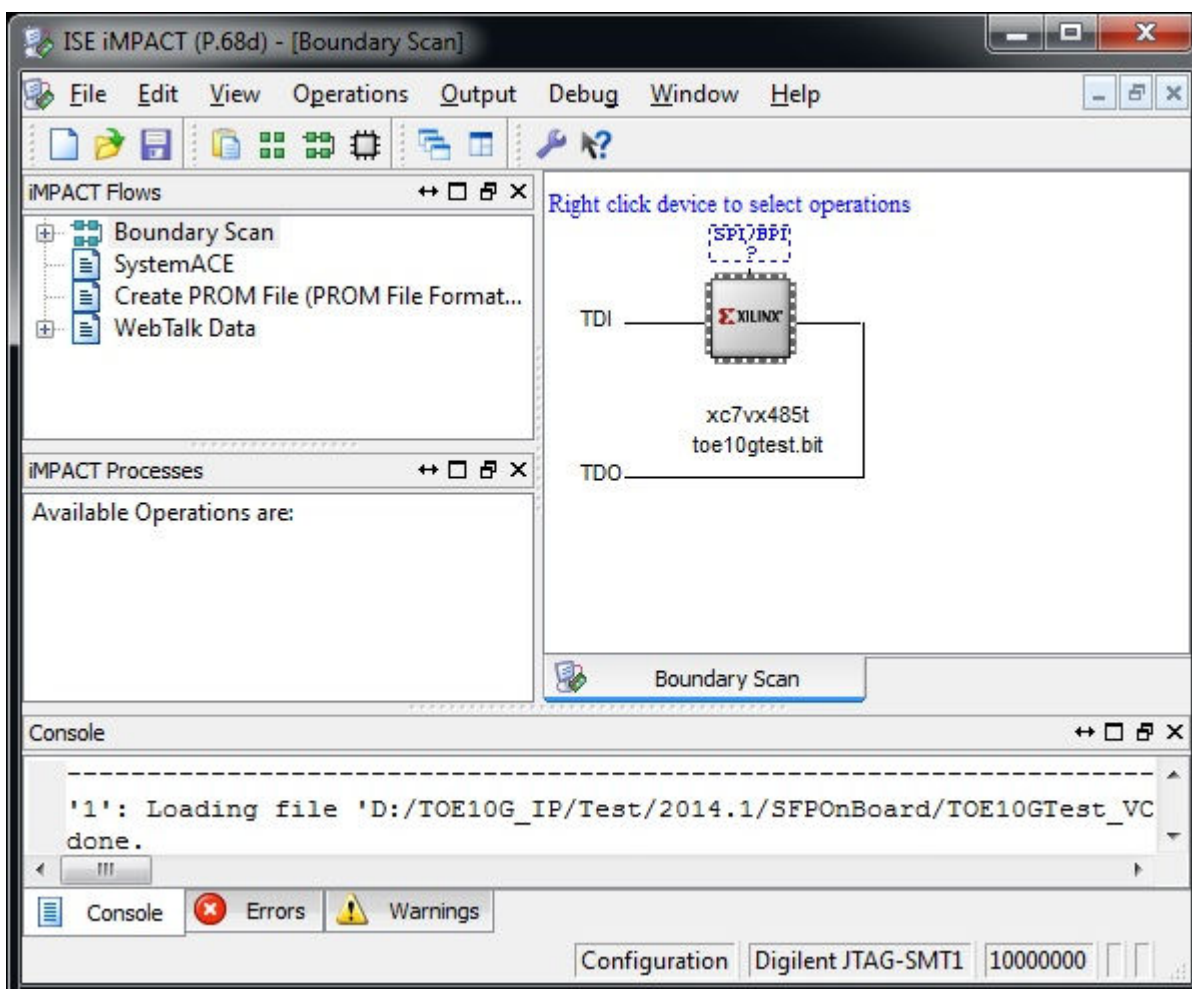 ISE iMPACT (P.68d) - [Boundary Scan]
File Edit View Operations Output Debug Window Help
iMPACT Flows
Boundary Scan
SystemACE
Create PROM File (PROM File Format...
WebTalk Data
iMPACT Processes
Available Operations are:
Right click device to select operations
SPI/BPI
?
TDI
XILINX
xc7vx485t
toe10gtest.bit
TDO
Boundary Scan
Console
----------------------------------------------------------------------
'1': Loading file 'D:/TOE10G_IP/Test/2014.1/SFPOnBoard/TOE10GTest_VC
done.
Console Errors Warnings
Configuration Digilent JTAG-SMT1 10000000